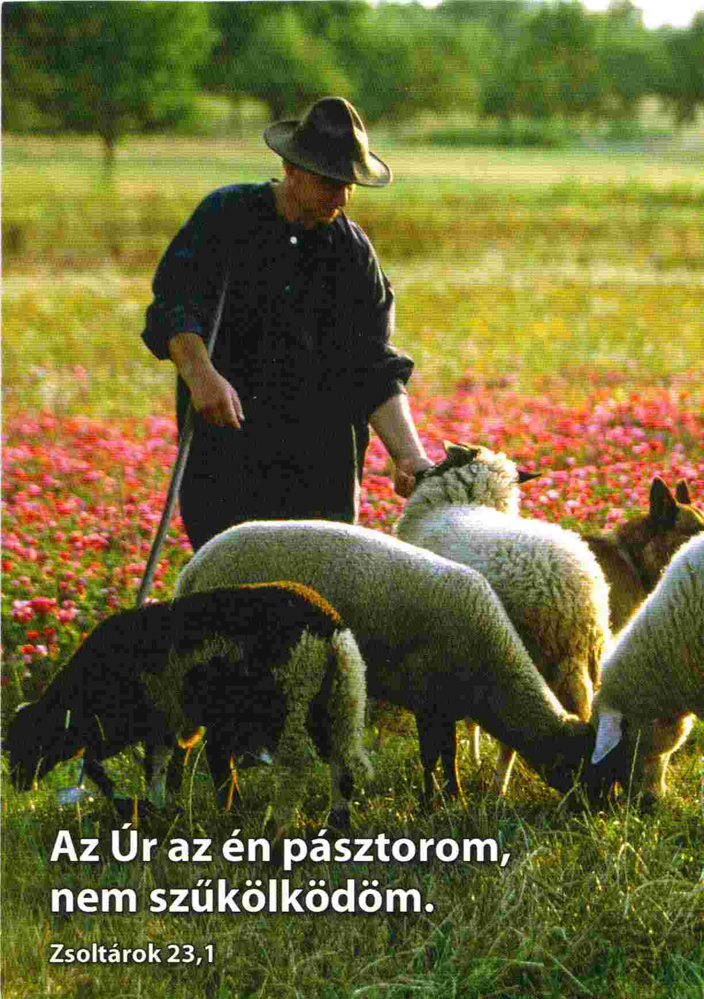 Az Úr az én pásztorom,
nem szűkölködöm.
Zsoltárok 23,1